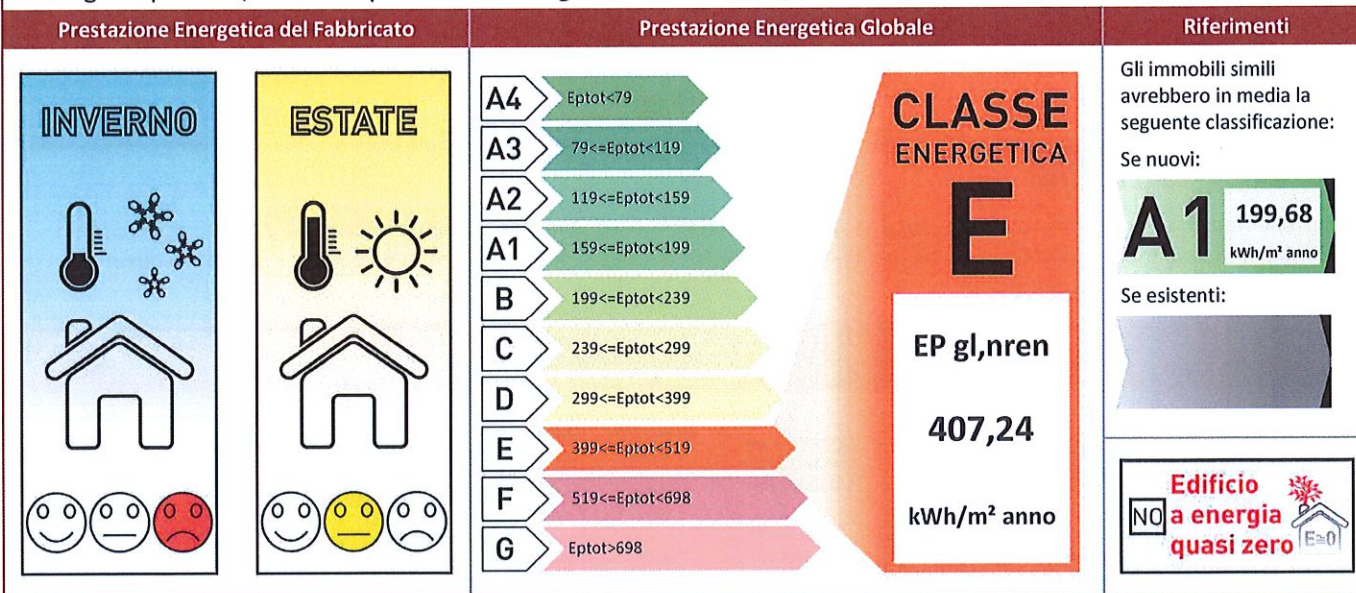 Prestazione Energetica del Fabbricato
Prestazione Energetica Globale
Riferimenti
INVERNO
ESTATE
A4 Eptot<79
A3 79<=Eptot<119
A2 119<=Eptot<159
A1 159<=Eptot<199
B 199<=Eptot<239
C 239<=Eptot<299
D 299<=Eptot<399
E 399<=Eptot<519
F 519<=Eptot<698
G Eptot>698
CLASSE
ENERGETICA
E
EP gl,nren
407,24
kWh/m² anno
Gli immobili simili
avrebbero in media la
seguente classificazione:
Se nuovi:
A1 199,68
kWh/m² anno
Se esistenti:
NO
Edificio
a energia
quasi zero
E≅0